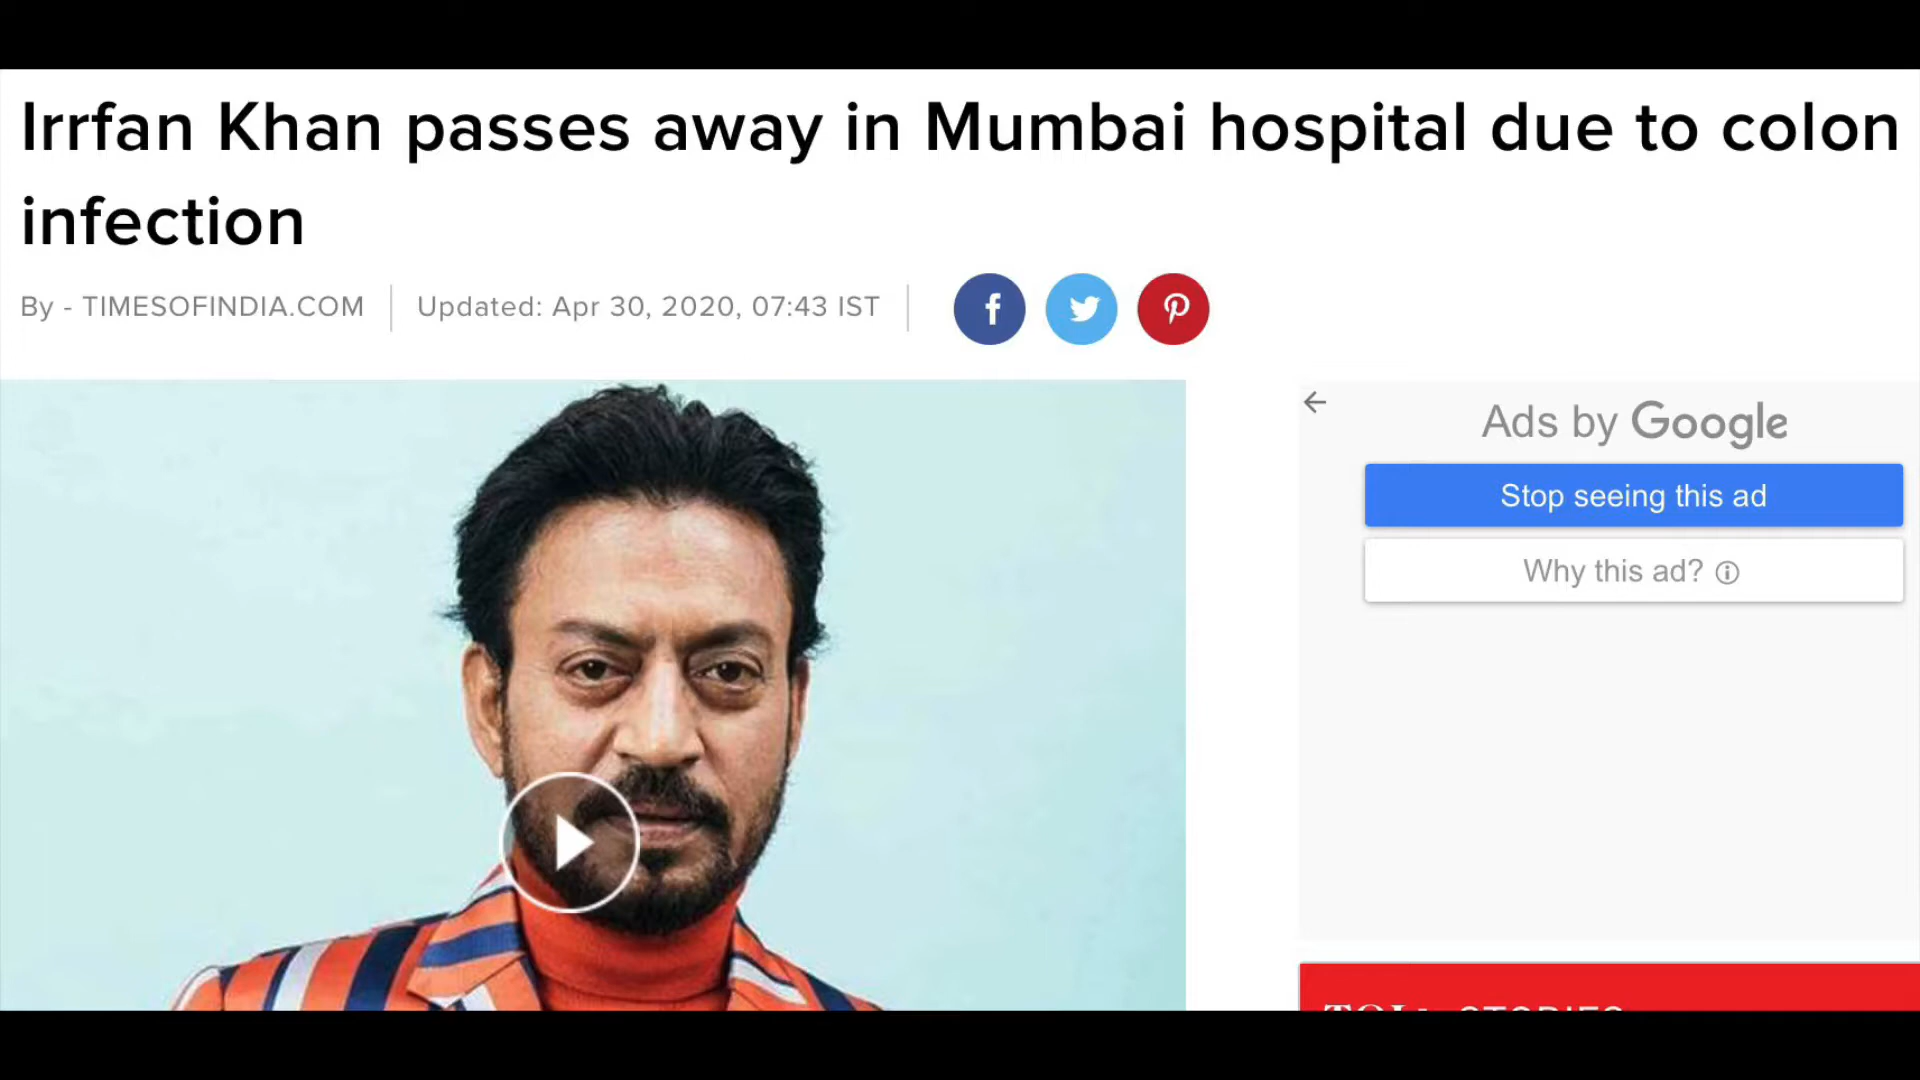 Irrfan Khan passes away in Mumbai hospital due to colon
infection
By - TIMESOFINDIA.COM
Updated: Apr 30, 2020, 07:43 IST
Ads by Google
Stop seeing this ad
Why this ad?
STORIES